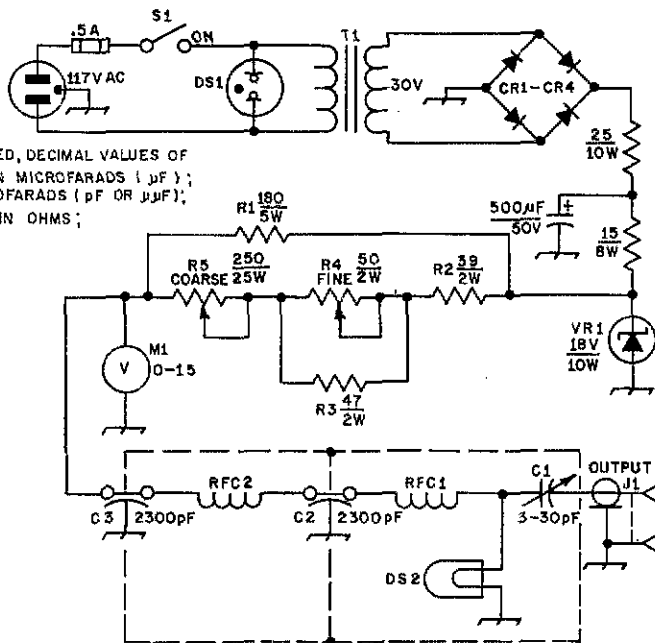 S1
.5A
ON
T1
117V AC
DS1
30V
CR1-CR4
25
10W
ED, DECIMAL VALUES OF
N MICROFARADS (µF);
OFARADS (pF OR µµF);
IN OHMS;
500µF
50V
+
15
8W
R1 180
5W
R5 250
COARSE 25W
R4 50
FINE 2W
R2 39
2W
VR1
18V
10W
V
M1
0-15
R3 47
2W
RFC2
RFC1
C1
3-30pF
OUTPUT
J1
C3 2300pF
C2 2300pF
DS2